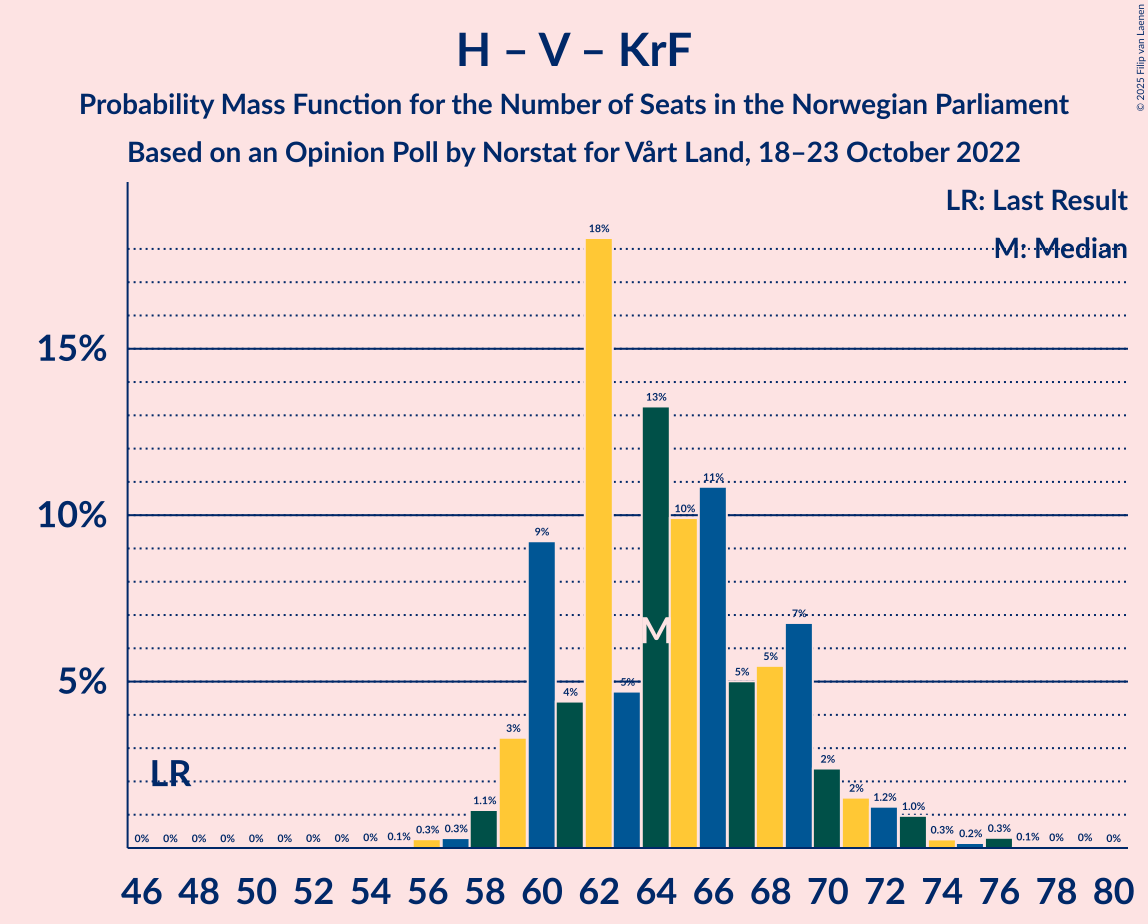 H – V – KrF
Probability Mass Function for the Number of Seats in the Norwegian Parliament
Based on an Opinion Poll by Norstat for Vårt Land, 18–23 October 2022
© 2025 Filip van Laenen
LR: Last Result
M: Median
15%
10%
5%
LR
M
0% 0% 0% 0% 0% 0% 0% 0% 0% 0.1% 0.3% 0.3% 1.1% 3% 9% 4% 18% 5% 13% 10% 11% 5% 5% 7% 2% 2% 1.2% 1.0% 0.3% 0.2% 0.3% 0.1% 0% 0% 0%
46 48 50 52 54 56 58 60 62 64 66 68 70 72 74 76 78 80